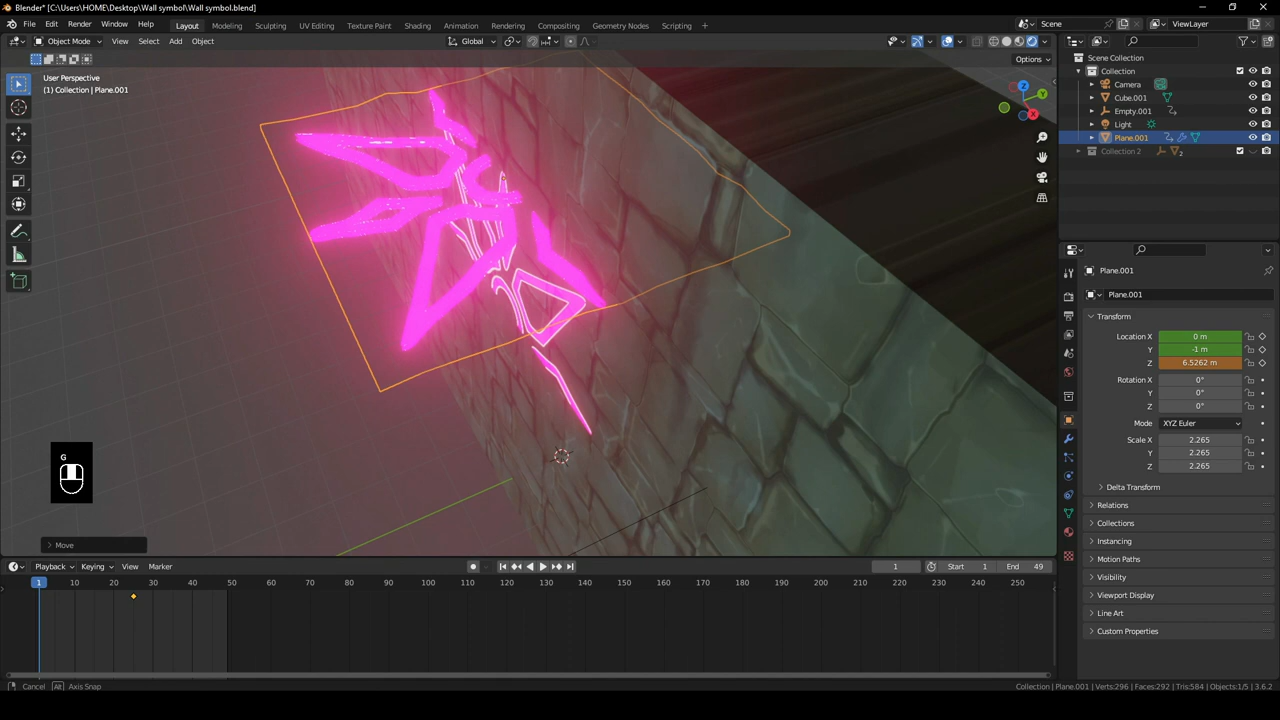 Blender* [C:\Users\HOME\Desktop\Wall symbol\Wall symbol.blend]
File Edit Render Window Help Layout Modeling Sculpting UV Editing Texture Paint Shading Animation Rendering Compositing Geometry Nodes Scripting Scene ViewLayer
Object Mode View Select Add Object Global
Options
User Perspective
(1) Collection | Plane.001
Z
Y
X
G
Move
Scene Collection
Collection
Camera
Cube.001
Empty.001
Light
Plane.001
Collection 2 2
Plane.001
Plane.001
Transform
Location X 0 m
Y -1 m
Z 6.5262 m
Rotation X 0°
Y 0°
Z 0°
Mode XYZ Euler
Scale X 2.265
Y 2.265
Z 2.265
Delta Transform
Relations
Collections
Instancing
Motion Paths
Visibility
Viewport Display
Line Art
Custom Properties
Playback Keying View Marker 1 Start 1 End 49
1 10 20 30 40 50 60 70 80 90 100 110 120 130 140 150 160 170 180 190 200 210 220 230 240 250
Cancel Alt Axis Snap
Collection | Plane.001 | Verts:296 | Faces:292 | Tris:584 | Objects:1/5 | 3.6.2